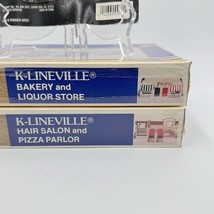 K-LINEVILLE®
BAKERY and
LIQUOR STORE
K-LINEVILLE®
HAIR SALON and
PIZZA PARLOR